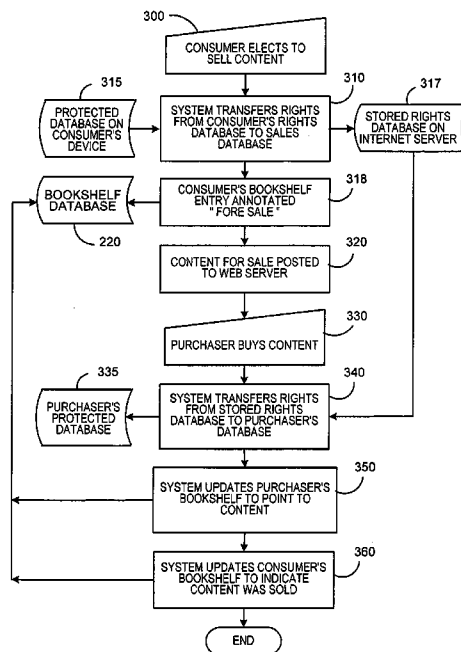 300
CONSUMER ELECTS TO
SELL CONTENT
315
310
317
PROTECTED
DATABASE ON
CONSUMER'S
DEVICE
SYSTEM TRANSFERS RIGHTS
FROM CONSUMER'S RIGHTS
DATABASE TO SALES
DATABASE
STORED RIGHTS
DATABASE ON
INTERNET SERVER
318
BOOKSHELF
DATABASE
CONSUMER'S BOOKSHELF
ENTRY ANNOTATED
" FORE SALE "
220
320
CONTENT FOR SALE POSTED
TO WEB SERVER
330
PURCHASER BUYS CONTENT
335
340
PURCHASER'S
PROTECTED
DATABASE
SYSTEM TRANSFERS RIGHTS
FROM STORED RIGHTS
DATABASE TO PURCHASER'S
DATABASE
350
SYSTEM UPDATES PURCHASER'S
BOOKSHELF TO POINT TO
CONTENT
360
SYSTEM UPDATES CONSUMER'S
BOOKSHELF TO INDICATE
CONTENT WAS SOLD
END